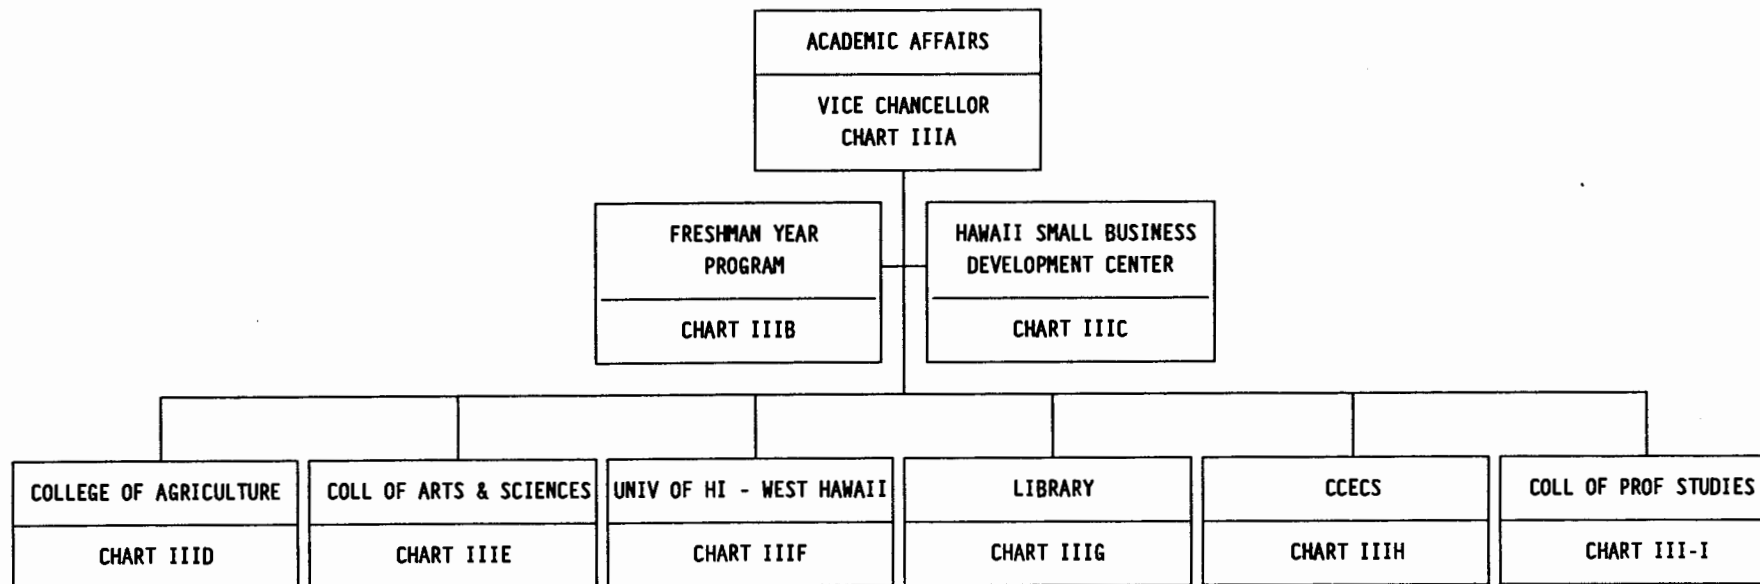 ACADEMIC AFFAIRS
VICE CHANCELLOR
CHART IIIA
FRESHMAN YEAR
PROGRAM
CHART IIIB
HAWAII SMALL BUSINESS
DEVELOPMENT CENTER
CHART IIIC
COLLEGE OF AGRICULTURE
CHART IIID
COLL OF ARTS & SCIENCES
CHART IIIE
UNIV OF HI - WEST HAWAII
CHART IIIF
LIBRARY
CHART IIIG
CCECS
CHART IIIH
COLL OF PROF STUDIES
CHART III-I